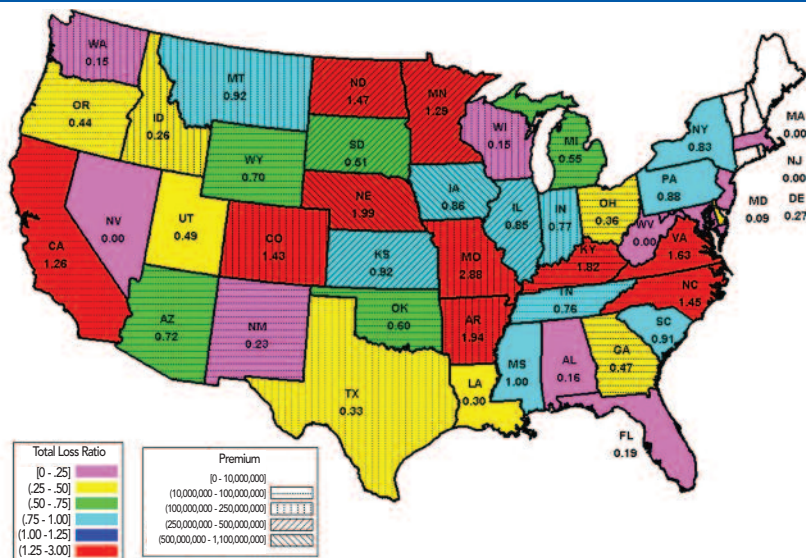 WA
0.15
OR
0.44
ID
0.26
MT
0.92
ND
1.47
MN
1.29
WI
0.15
MI
0.55
NY
0.83
MA
0.00
NJ
0.00
WY
0.70
SD
0.51
NE
1.99
IA
0.86
IL
0.85
IN
0.77
OH
0.36
PA
0.88
MD
0.09
DE
0.27
NV
0.00
UT
0.49
CO
1.43
KS
0.92
MO
2.88
KY
1.82
WV
0.00
VA
1.63
CA
1.26
AZ
0.72
NM
0.23
OK
0.60
AR
1.94
TN
0.76
NC
1.45
SC
0.91
TX
0.33
LA
0.30
MS
1.00
AL
0.16
GA
0.47
FL
0.19
Total Loss Ratio
[0 - .25]
(.25 - .50]
(.50 - .75]
(.75 - 1.00]
(1.00 - 1.25]
(1.25 -3.00]
Premium
[0 - 10,000,000]
(10,000,000 - 100,000,000]
(100,000,000 - 250,000,000]
(250,000,000 - 500,000,000]
(500,000,000 - 1,100,000,000]